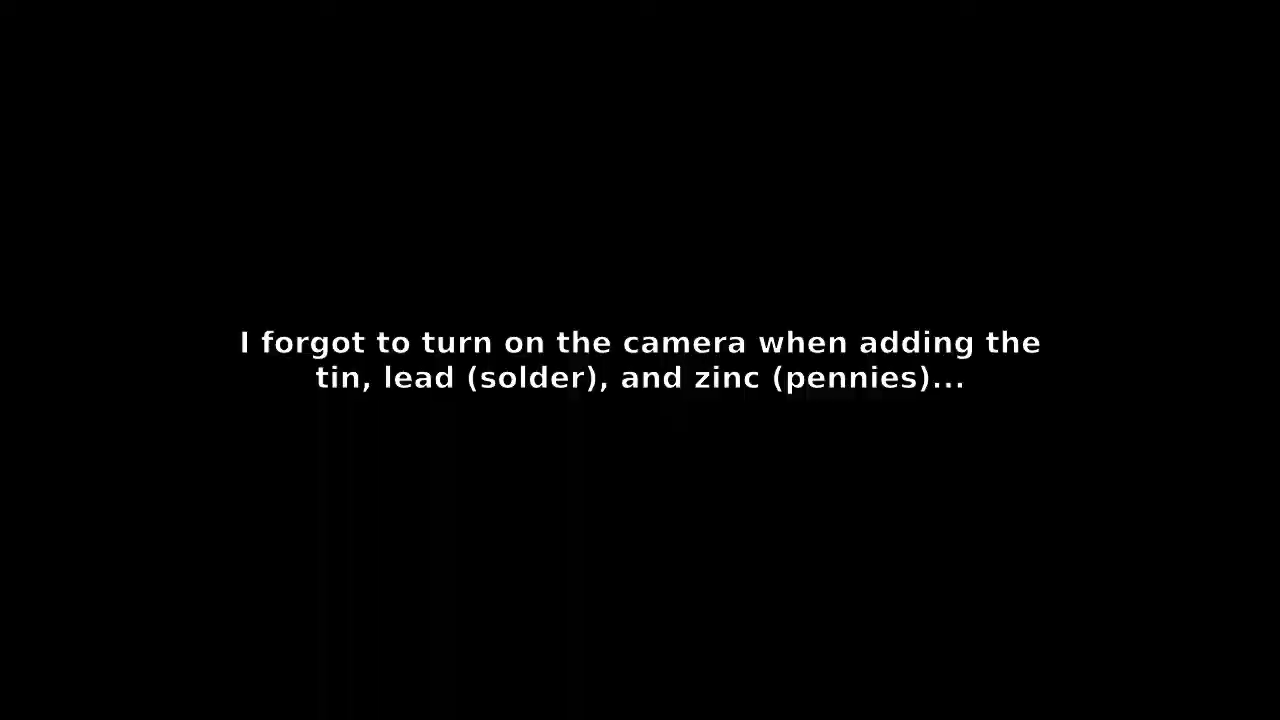 I forgot to turn on the camera when adding the
tin, lead (solder), and zinc (pennies)...